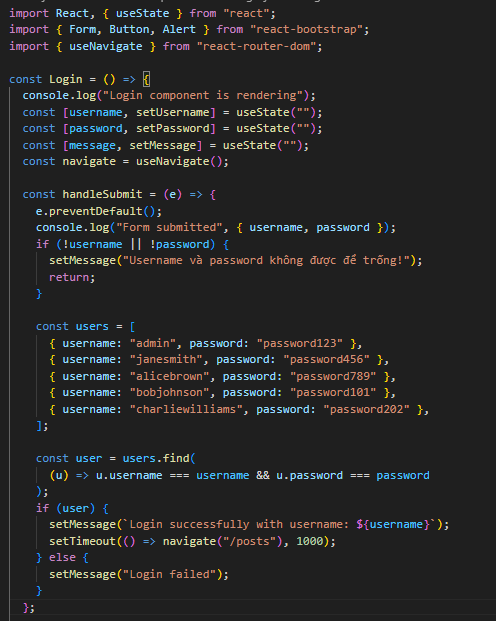 import React, { useState } from "react";
import { Form, Button, Alert } from "react-bootstrap";
import { useNavigate } from "react-router-dom";
const Login = () => {
console.log("Login component is rendering");
const [username, setUsername] = useState("");
const [password, setPassword] = useState("");
const [message, setMessage] = useState("");
const navigate = useNavigate();
const handleSubmit = (e) => {
e.preventDefault();
console.log("Form submitted", { username, password });
if (!username || !password) {
setMessage("Username và password không được để trống!");
return;
}
const users = [
{ username: "admin", password: "password123" },
{ username: "janesmith", password: "password456" },
{ username: "alicebrown", password: "password789" },
{ username: "bobjohnson", password: "password101" },
{ username: "charliewilliams", password: "password202" },
];
const user = users.find(
(u) => u.username === username && u.password === password
);
if (user) {
setMessage(`Login successfully with username: ${username}`);
setTimeout(() => navigate("/posts"), 1000);
} else {
setMessage("Login failed");
}
};